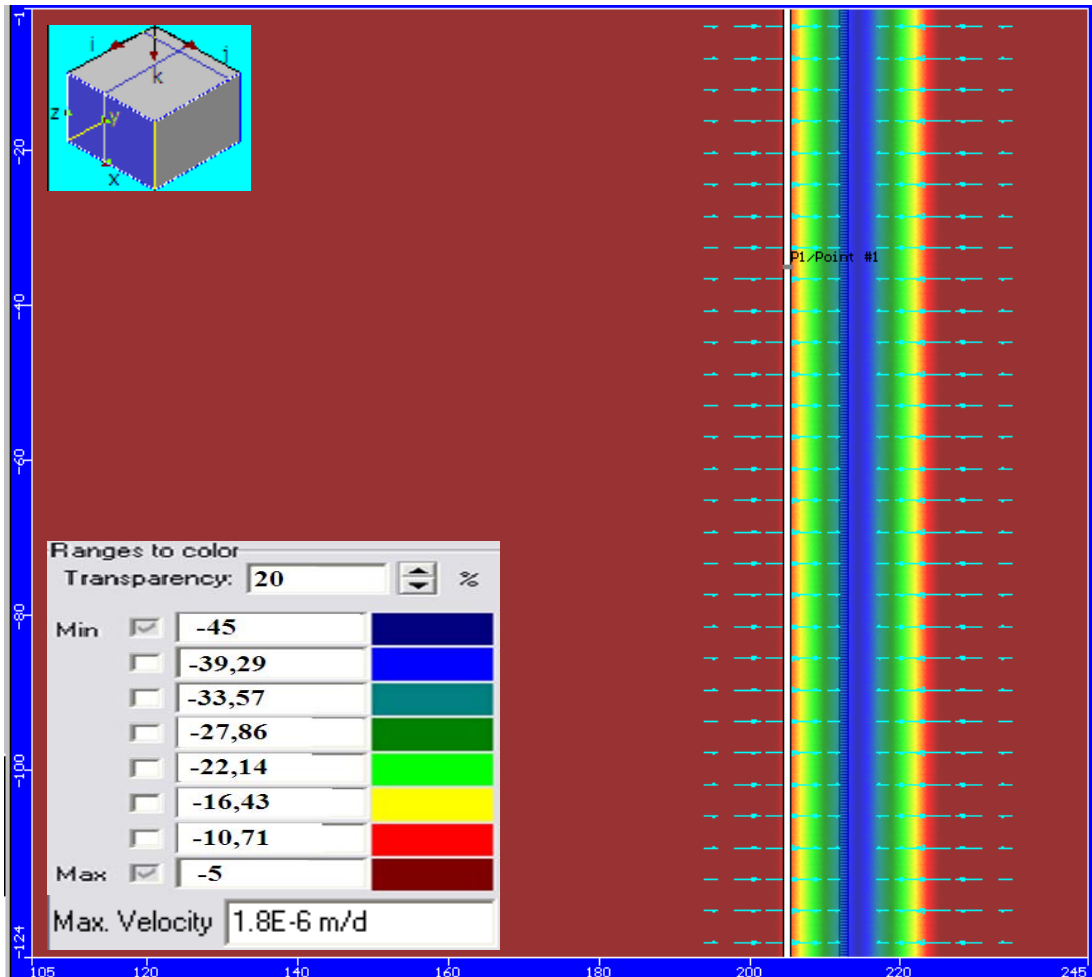 -1
i
j
k
z
y
x
-20
P1/Point #1
-40
-60
Ranges to color
Transparency: 20 %
-80
Min -45
-39,29
-33,57
-27,86
-22,14
-100
-16,43
-10,71
Max -5
Max. Velocity 1.8E-6 m/d
-124
105 120 140 160 180 200 220 245